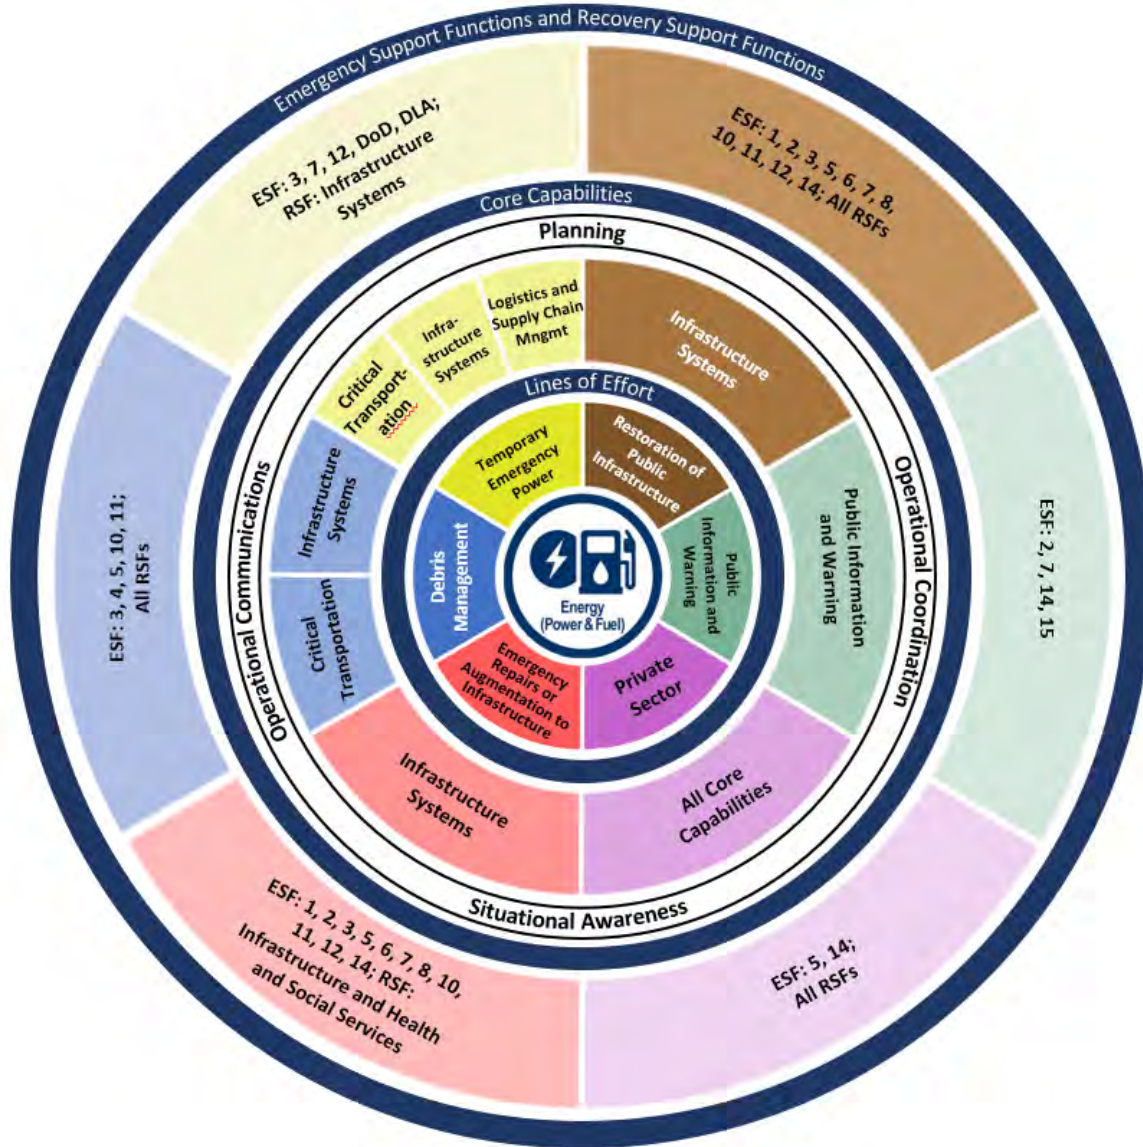 Emergency Support Functions and Recovery Support Functions
ESF: 3, 7, 12, DoD, DLA;
RSF: Infrastructure
Systems
ESF: 1, 2, 3, 5, 6, 7, 8,
10, 11, 12, 14; All RSFs
Core Capabilities
Planning
Logistics and
Supply Chain
Mngmt
Infra-
structure
Systems
Critical
Transport-
ation
Infrastructure
Systems
Lines of Effort
Temporary
Emergency
Power
Restoration of
Public
Infrastructure
Infrastructure
Systems
Critical
Transportation
Debris
Management
Energy
(Power & Fuel)
Public
Information and
Warning
Public Information
and Warning
Operational Communications
Operational Coordination
ESF: 3, 4, 5, 10, 11;
All RSFs
ESF: 2, 7, 14, 15
Emergency
Repairs or
Augmentation to
Infrastructure
Private
Sector
Infrastructure
Systems
All Core
Capabilities
Situational Awareness
ESF: 1, 2, 3, 5, 6, 7, 8, 10,
11, 12, 14; RSF:
Infrastructure and Health
and Social Services
ESF: 5, 14;
All RSFs